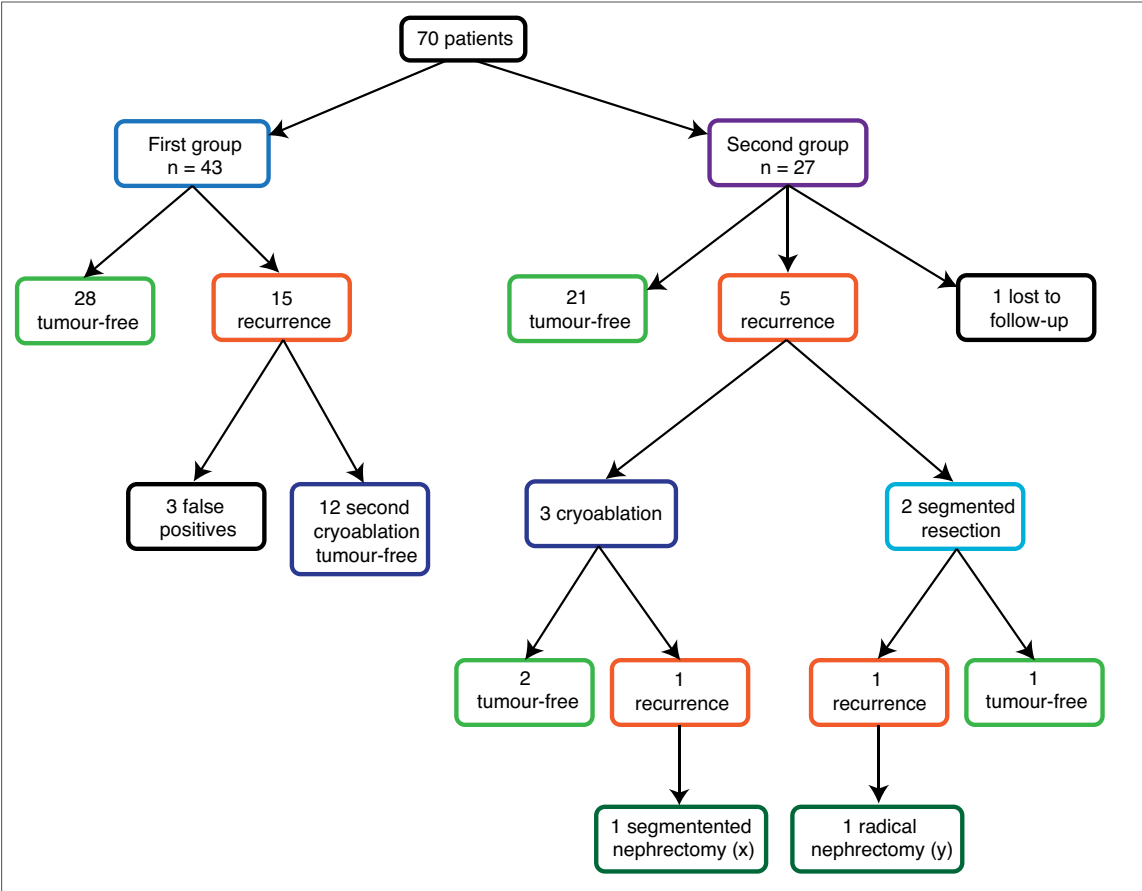 70 patients
First group
n = 43
Second group
n = 27
28
tumour-free
15
recurrence
21
tumour-free
5
recurrence
1 lost to
follow-up
3 false
positives
12 second
cryoablation
tumour-free
3 cryoablation
2 segmented
resection
2
tumour-free
1
recurrence
1
recurrence
1
tumour-free
1 segmentented
nephrectomy (x)
1 radical
nephrectomy (y)